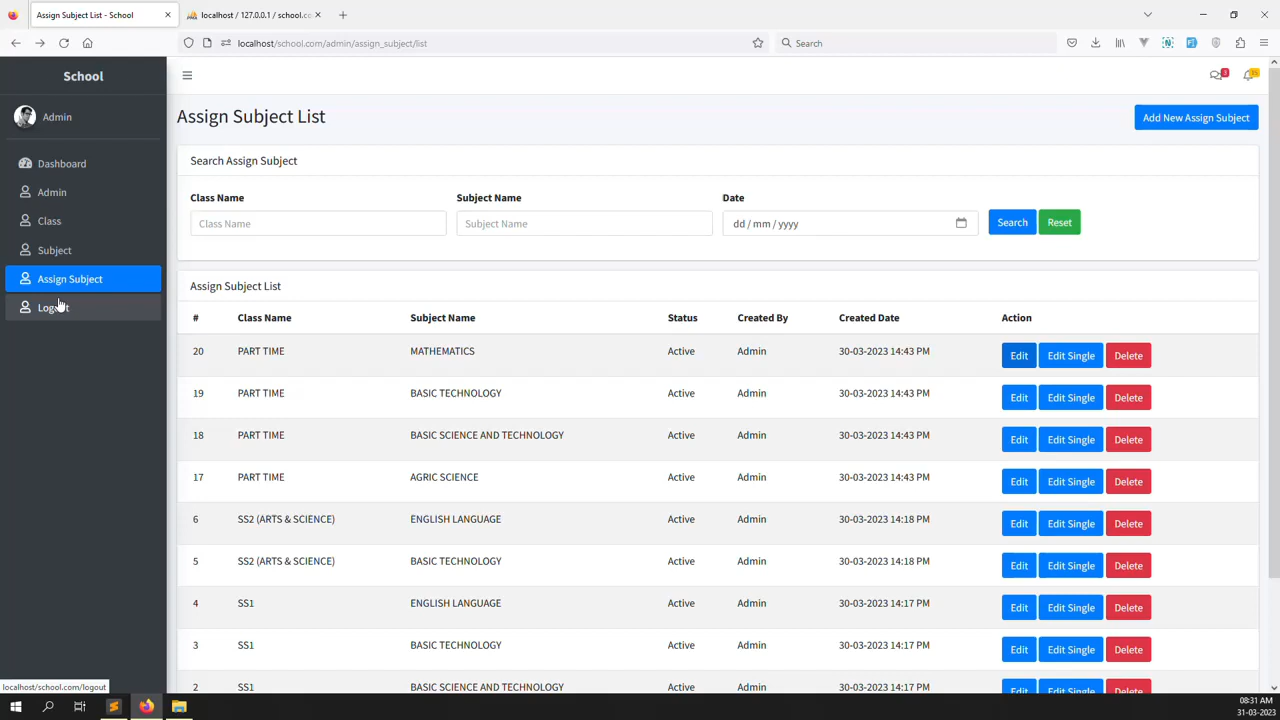 Assign Subject List - School
localhost / 127.0.0.1 / school.co
localhost/school.com/admin/assign_subject/list
Search
School
Admin
Dashboard
Admin
Class
Subject
Assign Subject
Logout
3
15
Assign Subject List
Add New Assign Subject
Search Assign Subject
Class Name
Subject Name
Date
Class Name
Subject Name
dd / mm / yyyy
Search
Reset
Assign Subject List
# Class Name Subject Name Status Created By Created Date Action
20 PART TIME MATHEMATICS Active Admin 30-03-2023 14:43 PM Edit Edit Single Delete
19 PART TIME BASIC TECHNOLOGY Active Admin 30-03-2023 14:43 PM Edit Edit Single Delete
18 PART TIME BASIC SCIENCE AND TECHNOLOGY Active Admin 30-03-2023 14:43 PM Edit Edit Single Delete
17 PART TIME AGRIC SCIENCE Active Admin 30-03-2023 14:43 PM Edit Edit Single Delete
6 SS2 (ARTS & SCIENCE) ENGLISH LANGUAGE Active Admin 30-03-2023 14:18 PM Edit Edit Single Delete
5 SS2 (ARTS & SCIENCE) BASIC TECHNOLOGY Active Admin 30-03-2023 14:18 PM Edit Edit Single Delete
4 SS1 ENGLISH LANGUAGE Active Admin 30-03-2023 14:17 PM Edit Edit Single Delete
3 SS1 BASIC TECHNOLOGY Active Admin 30-03-2023 14:17 PM Edit Edit Single Delete
2 SS1 BASIC SCIENCE AND TECHNOLOGY Active Admin 30-03-2023 14:17 PM Edit Edit Single Delete
localhost/school.com/logout
08:31 AM
31-03-2023